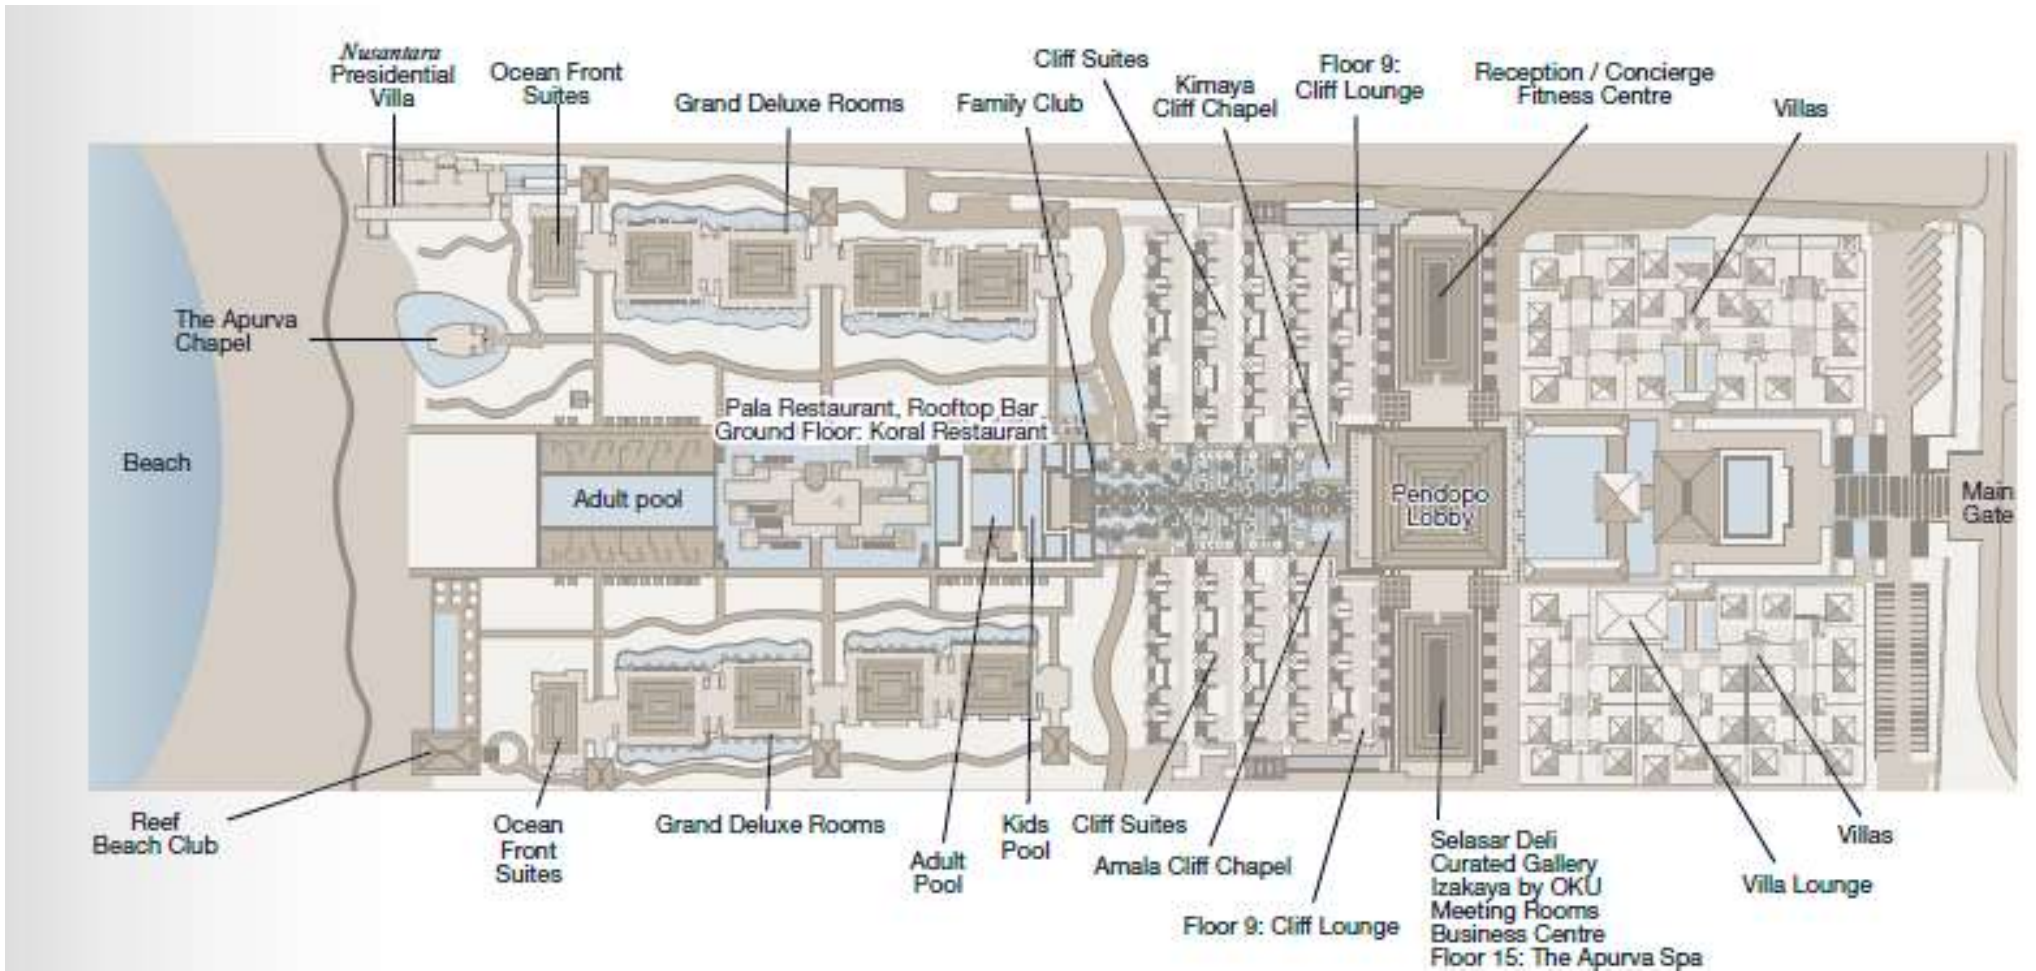 Nusantara
Presidential
Villa
Ocean Front
Suites
Grand Deluxe Rooms
Family Club
Cliff Suites
Kimaya
Cliff Chapel
Floor 9:
Cliff Lounge
Reception / Concierge
Fitness Centre
Villas
The Apurva
Chapel
Pala Restaurant, Rooftop Bar
Ground Floor: Koral Restaurant
Beach
Adult pool
Pendopo
Lobby
Main
Gate
Reef
Beach Club
Ocean
Front
Suites
Grand Deluxe Rooms
Adult
Pool
Kids
Pool
Cliff Suites
Amala Cliff Chapel
Floor 9: Cliff Lounge
Selasar Deli
Curated Gallery
Izakaya by OKU
Meeting Rooms
Business Centre
Floor 15: The Apurva Spa
Villa Lounge
Villas